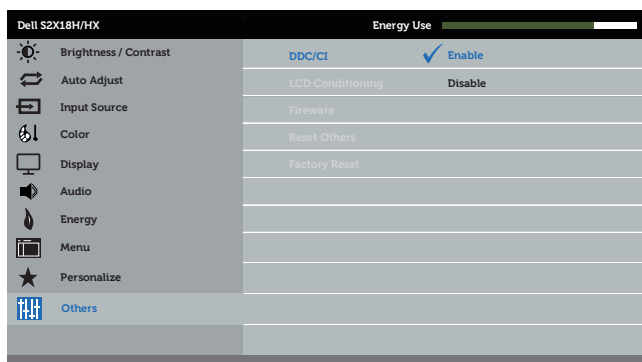 Dell S2X18H/HX Energy Use
Brightness / Contrast DDC/CI Enable
Auto Adjust LCD Conditioning Disable
Input Source Fireware
Color Reset Others
Display Factory Reset
Audio
Energy
Menu
Personalize
Others